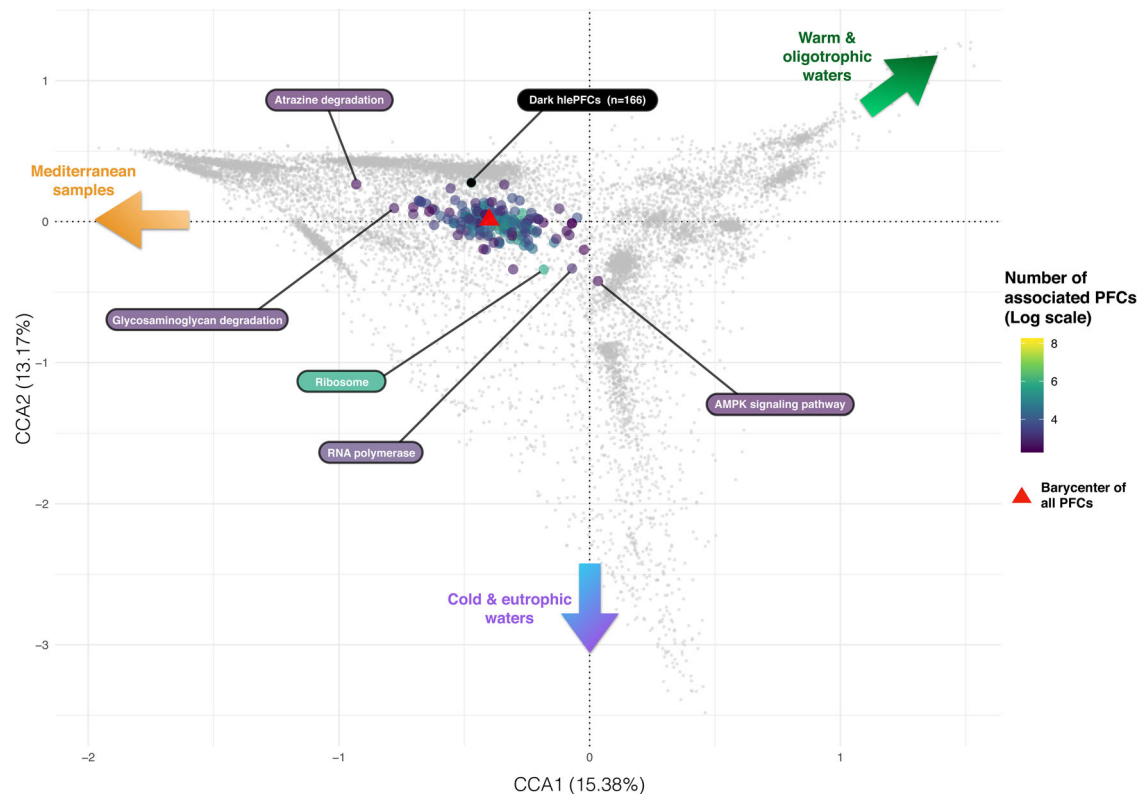 Warm &
oligotrophic
waters
Atrazine degradation
Dark hlePFCs (n=166)
Mediterranean
samples
Glycosaminoglycan degradation
Ribosome
RNA polymerase
AMPK signaling pathway
Cold & eutrophic
waters
Number of
associated PFCs
(Log scale)
8
6
4
Barycenter of
all PFCs
CCA2 (13.17%)
1
0
−1
−2
−3
−2
−1
0
1
CCA1 (15.38%)